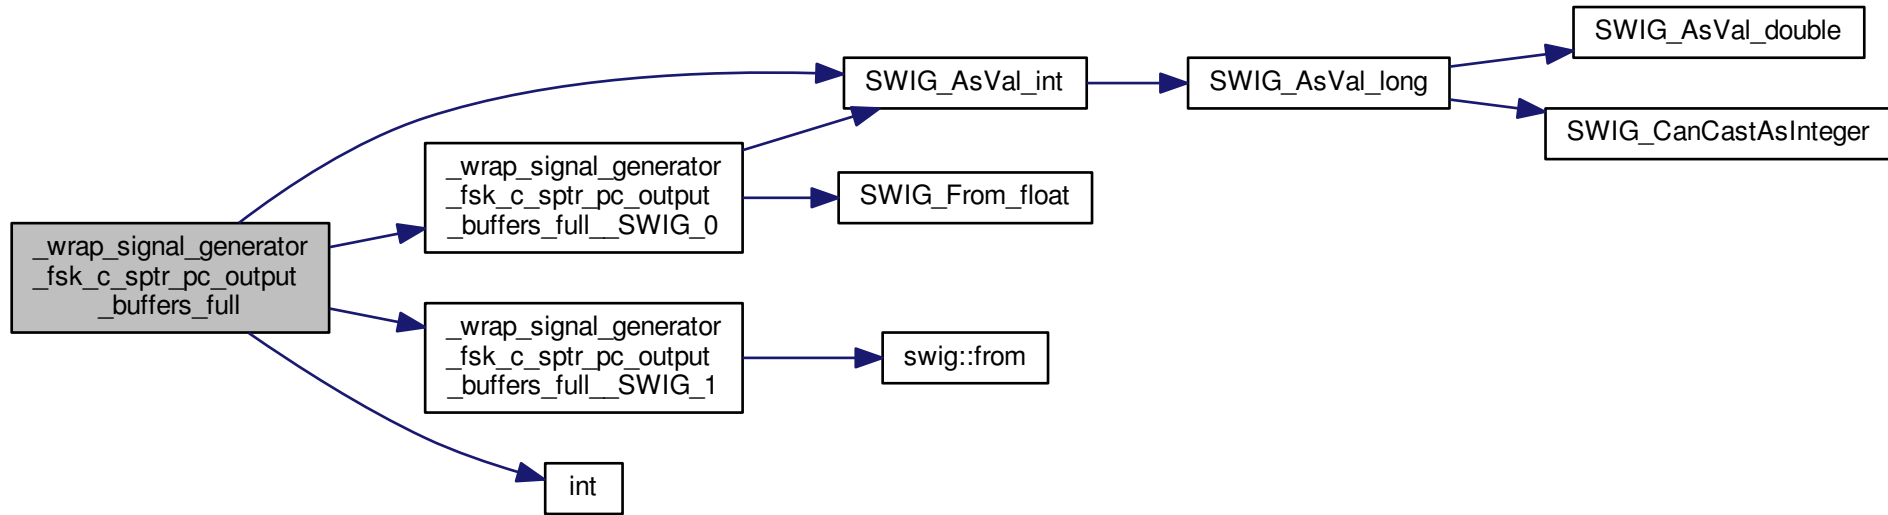 _wrap_signal_generator
_fsk_c_sptr_pc_output
_buffers_full
SWIG_AsVal_int
_wrap_signal_generator
_fsk_c_sptr_pc_output
_buffers_full__SWIG_0
_wrap_signal_generator
_fsk_c_sptr_pc_output
_buffers_full__SWIG_1
int
SWIG_From_float
swig::from
SWIG_AsVal_long
SWIG_AsVal_double
SWIG_CanCastAsInteger